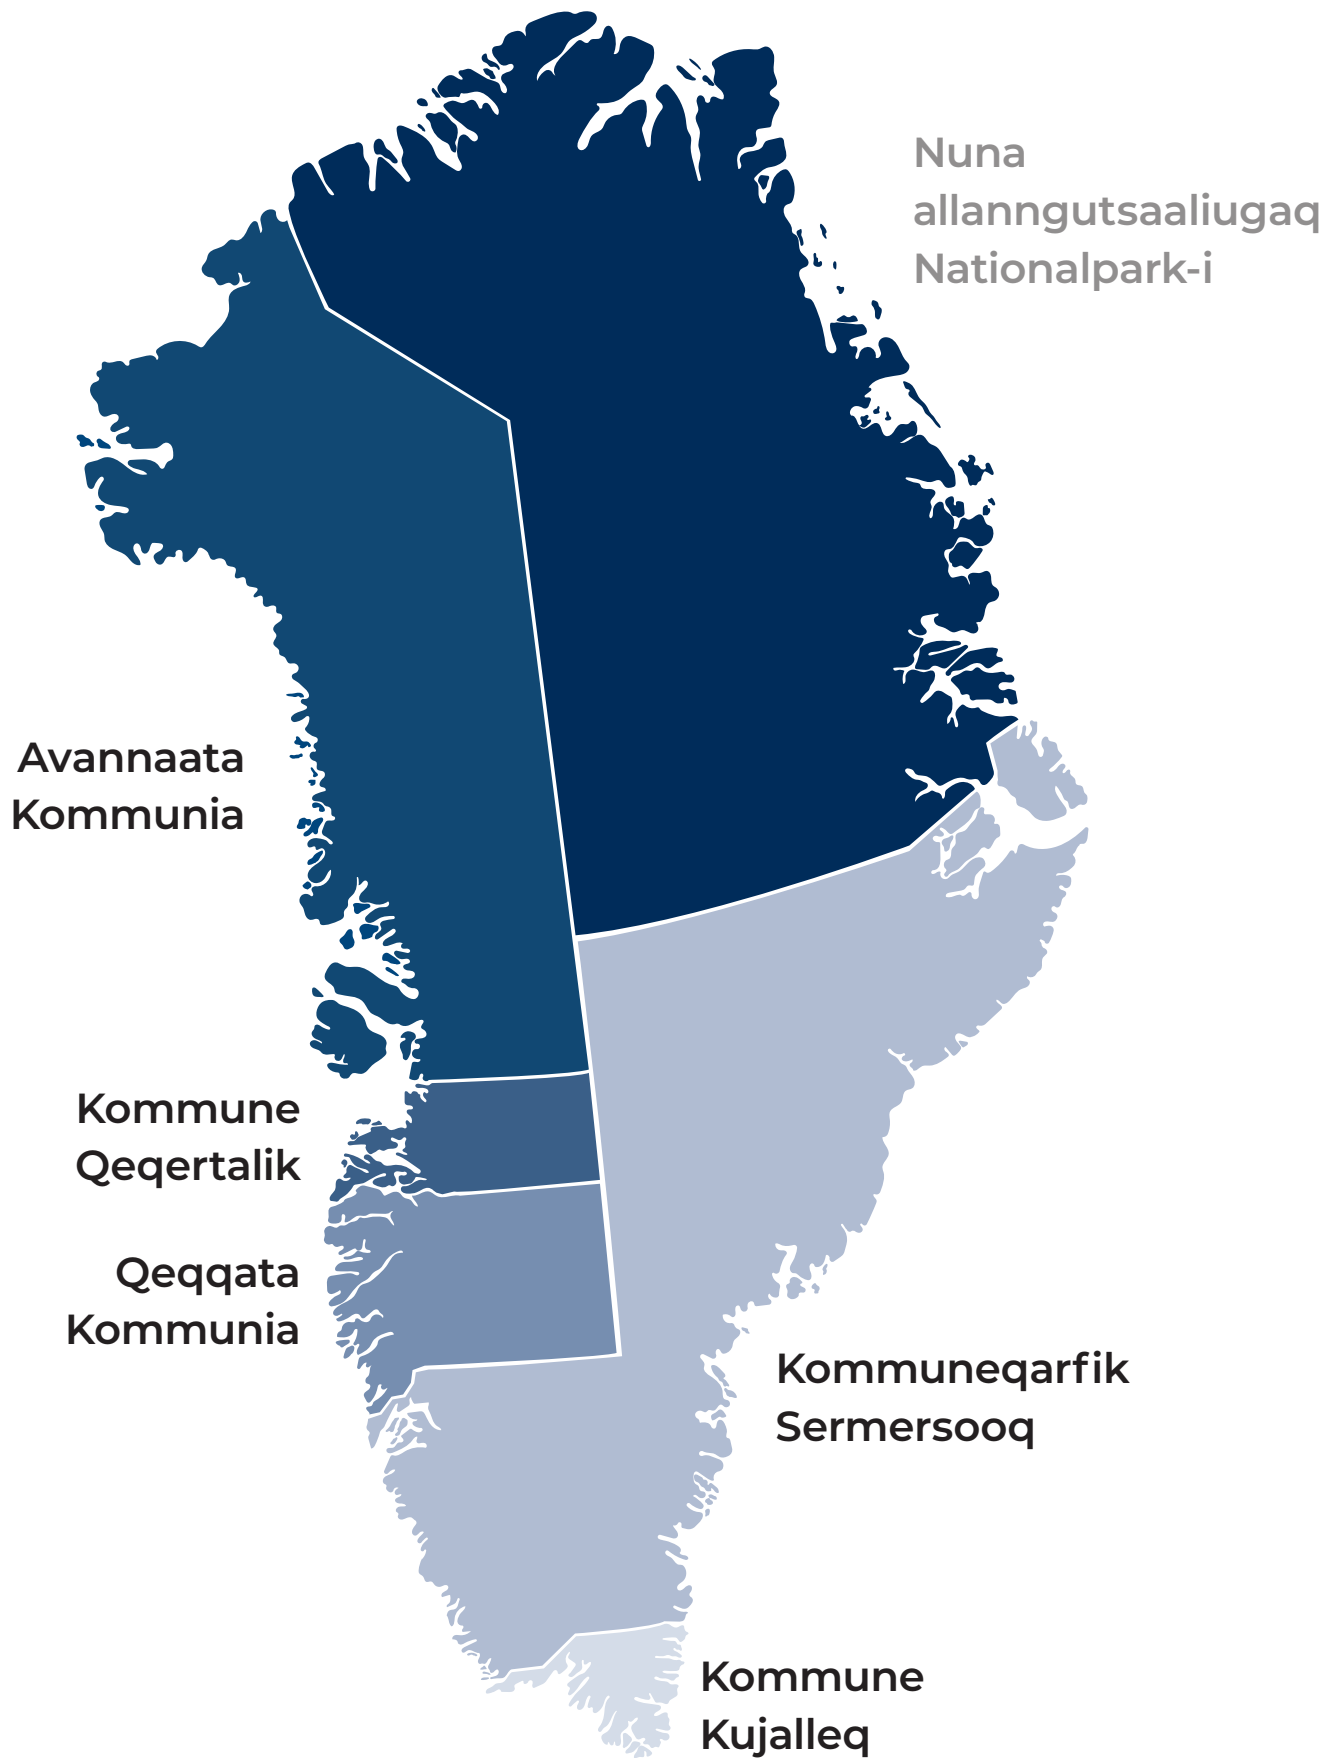 Nuna
allanngutsaaliugaq
Nationalpark-i
Avannaata
Kommunia
Kommune
Qeqertalik
Qeqqata
Kommunia
Kommuneqarfik
Sermersooq
Kommune
Kujalleq